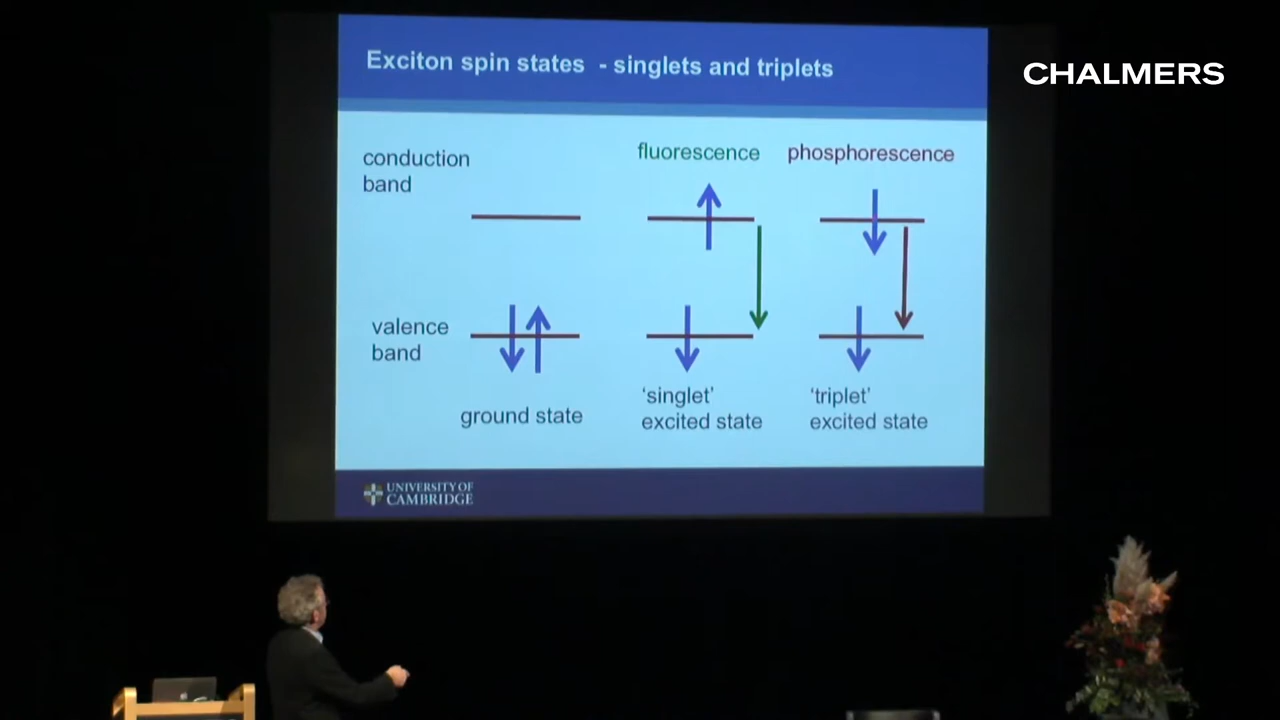 Exciton spin states - singlets and triplets
CHALMERS
conduction
band
fluorescence
phosphorescence
valence
band
ground state
‘singlet’
excited state
‘triplet’
excited state
UNIVERSITY OF
CAMBRIDGE